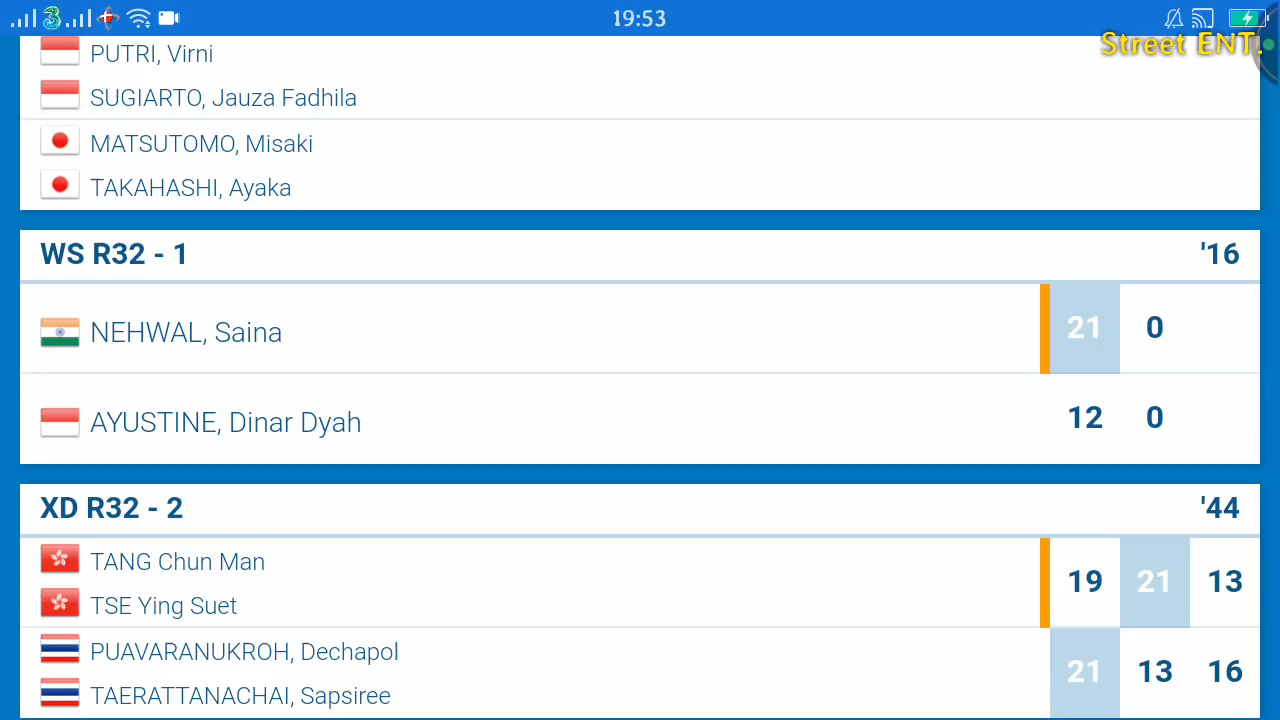 3 19:53
Street ENT.
PUTRI, Virni
SUGIARTO, Jauza Fadhila
MATSUTOMO, Misaki
TAKAHASHI, Ayaka
WS R32 - 1 '16
NEHWAL, Saina 21 0
AYUSTINE, Dinar Dyah 12 0
XD R32 - 2 '44
TANG Chun Man 19 21 13
TSE Ying Suet
PUAVARANUKROH, Dechapol 21 13 16
TAERATTANACHAI, Sapsiree